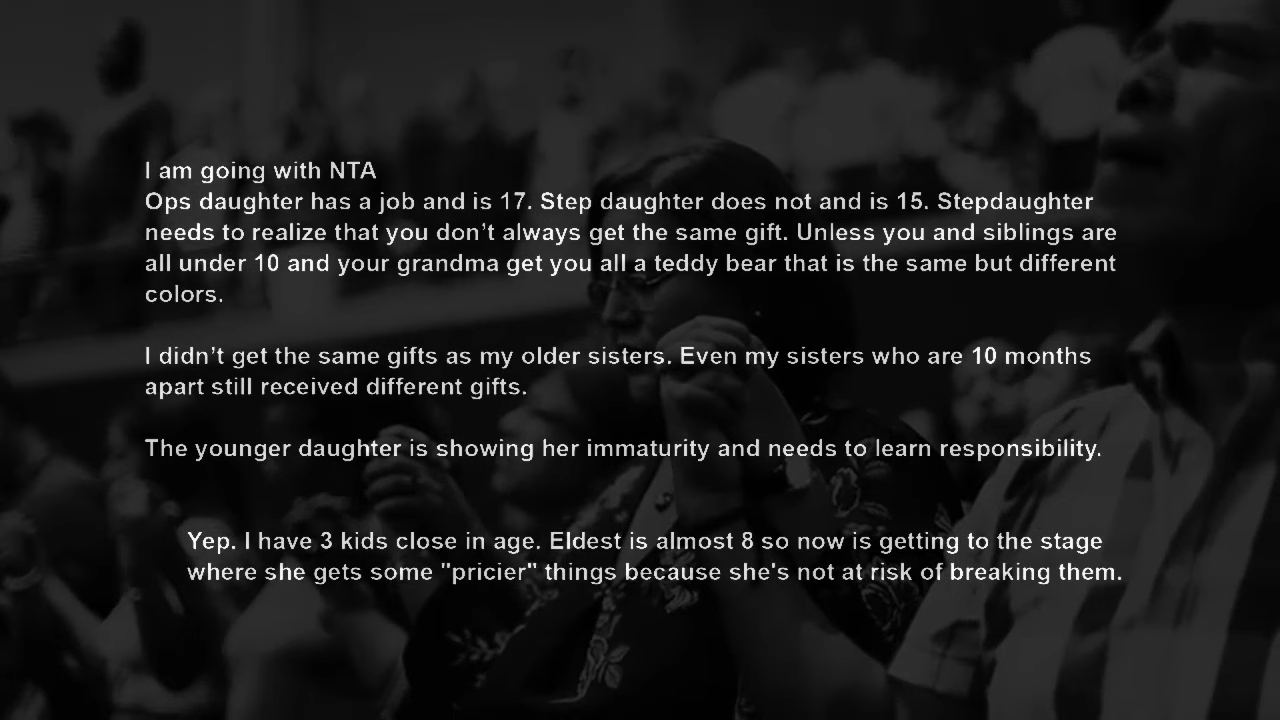 I am going with NTA
Ops daughter has a job and is 17. Step daughter does not and is 15. Stepdaughter
needs to realize that you don’t always get the same gift. Unless you and siblings are
all under 10 and your grandma get you all a teddy bear that is the same but different
colors.
I didn’t get the same gifts as my older sisters. Even my sisters who are 10 months
apart still received different gifts.
The younger daughter is showing her immaturity and needs to learn responsibility.
Yep. I have 3 kids close in age. Eldest is almost 8 so now is getting to the stage
where she gets some "pricier" things because she's not at risk of breaking them.